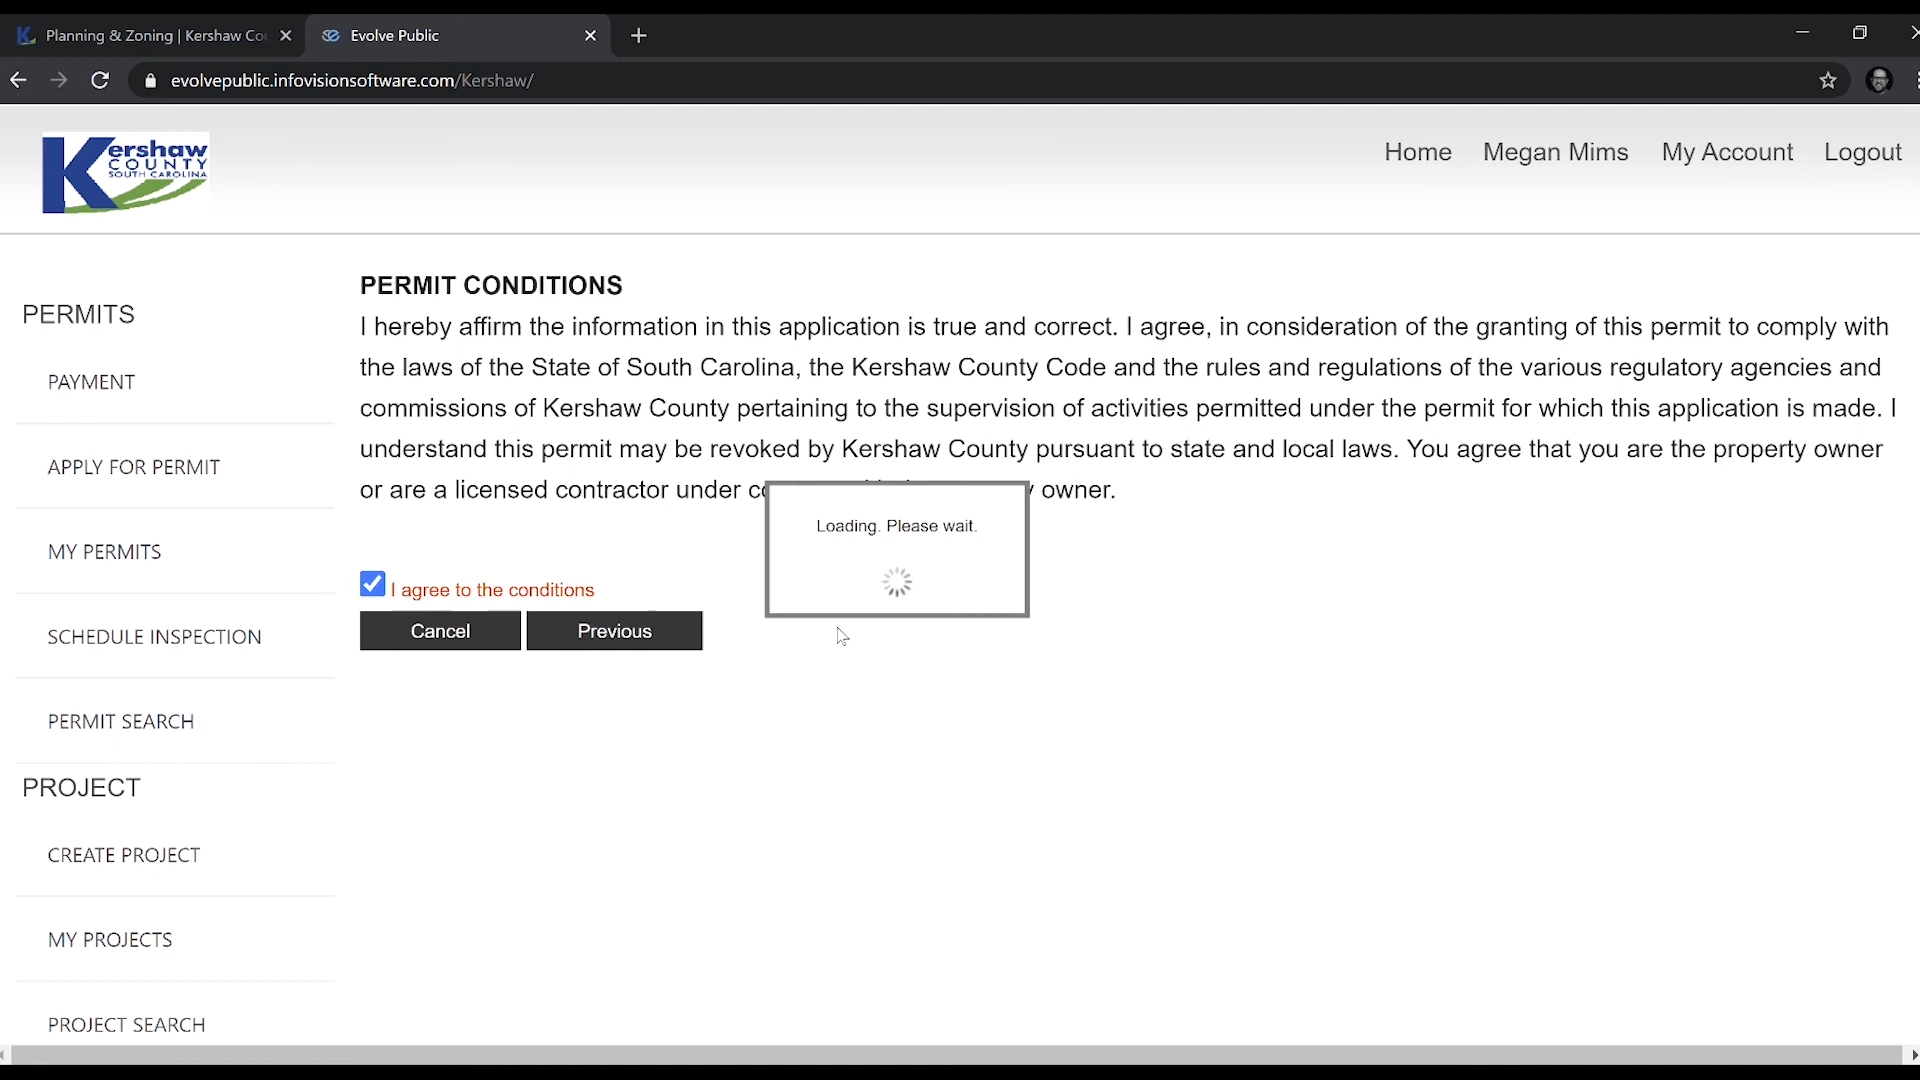 Planning & Zoning | Kershaw Co
Evolve Public
evolvepublic.infovisionsoftware.com/Kershaw/
Kershaw
COUNTY
SOUTH CAROLINA
Home
Megan Mims
My Account
Logout
PERMITS
PAYMENT
APPLY FOR PERMIT
MY PERMITS
SCHEDULE INSPECTION
PERMIT SEARCH
PROJECT
CREATE PROJECT
MY PROJECTS
PROJECT SEARCH
PERMIT CONDITIONS
I hereby affirm the information in this application is true and correct. I agree, in consideration of the granting of this permit to comply with
the laws of the State of South Carolina, the Kershaw County Code and the rules and regulations of the various regulatory agencies and
commissions of Kershaw County pertaining to the supervision of activities permitted under the permit for which this application is made. I
understand this permit may be revoked by Kershaw County pursuant to state and local laws. You agree that you are the property owner
or are a licensed contractor under owner.
Loading. Please wait.
I agree to the conditions
Cancel
Previous